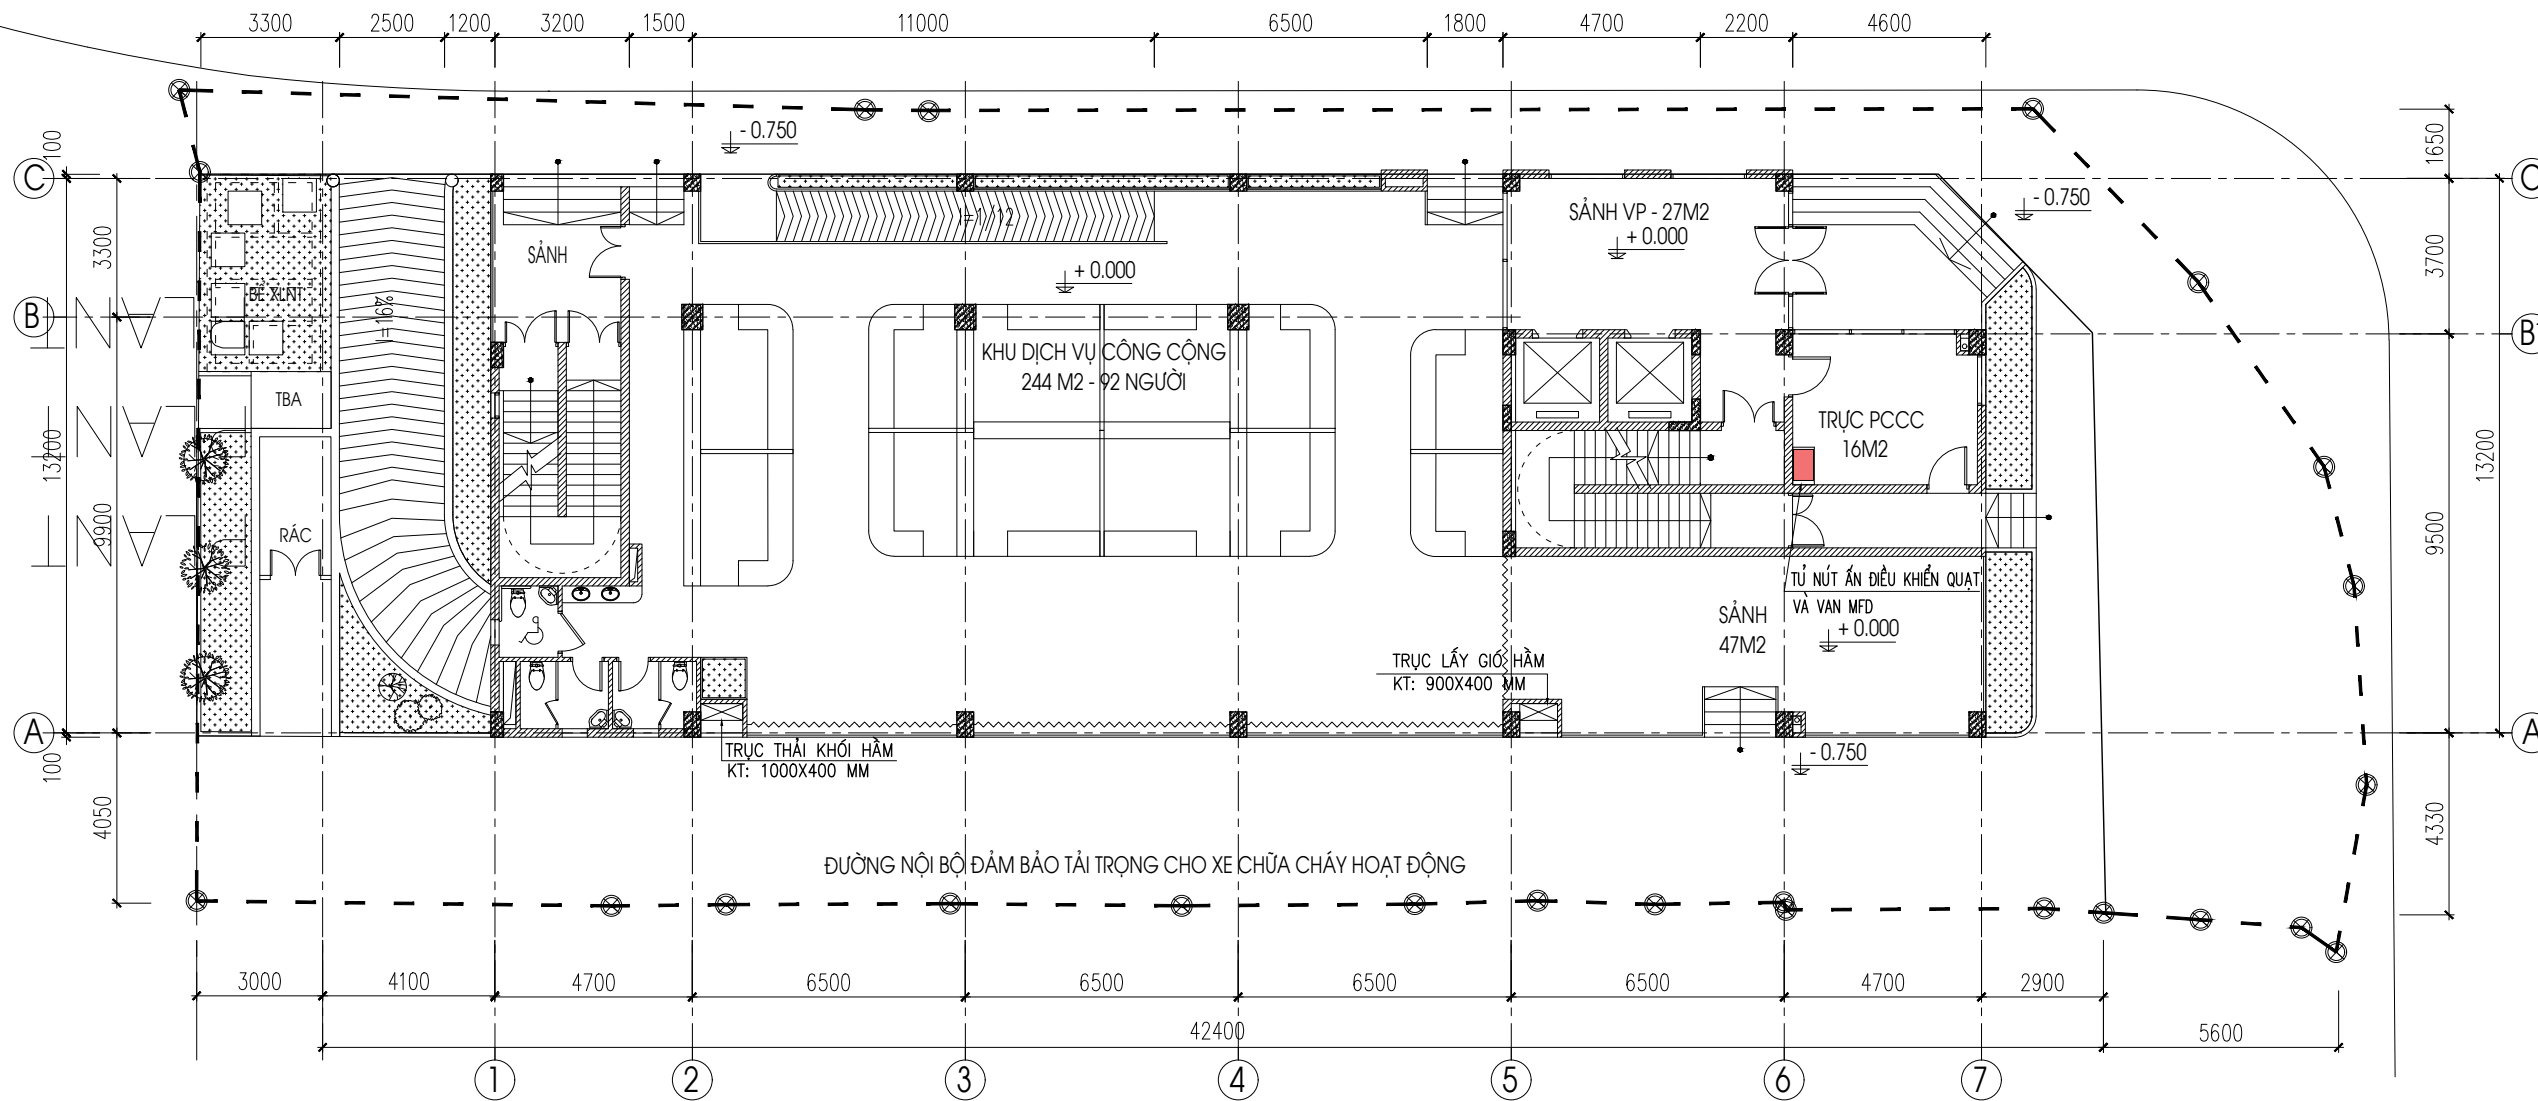 3300 2500 1200 3200 1500 11000 6500 1800 4700 2200 4600
- 0.750
100
1650
C
C
SẢNH VP - 27M2
+ 0.000
- 0.750
I=1/12
3300
SẢNH
+ 0.000
3700
BỂ XLNT
I=16%
B
B'
KHU DỊCH VỤ CÔNG CỘNG
244 M2 - 92 NGƯỜI
TBA
TRỰC PCCC
16M2
13200
13200
9900
RÁC
9500
TỦ NÚT ẤN ĐIỀU KHIỂN QUẠT
VÀ VAN MFD
SẢNH
47M2
+ 0.000
TRỤC LẤY GIÓ HẦM
KT: 900X400 MM
A
A
TRỤC THẢI KHÓI HẦM
KT: 1000X400 MM
- 0.750
100
4050
4330
ĐƯỜNG NỘI BỘ ĐẢM BẢO TẢI TRỌNG CHO XE CHỮA CHÁY HOẠT ĐỘNG
3000 4100 4700 6500 6500 6500 6500 4700 2900
42400 5600
1 2 3 4 5 6 7